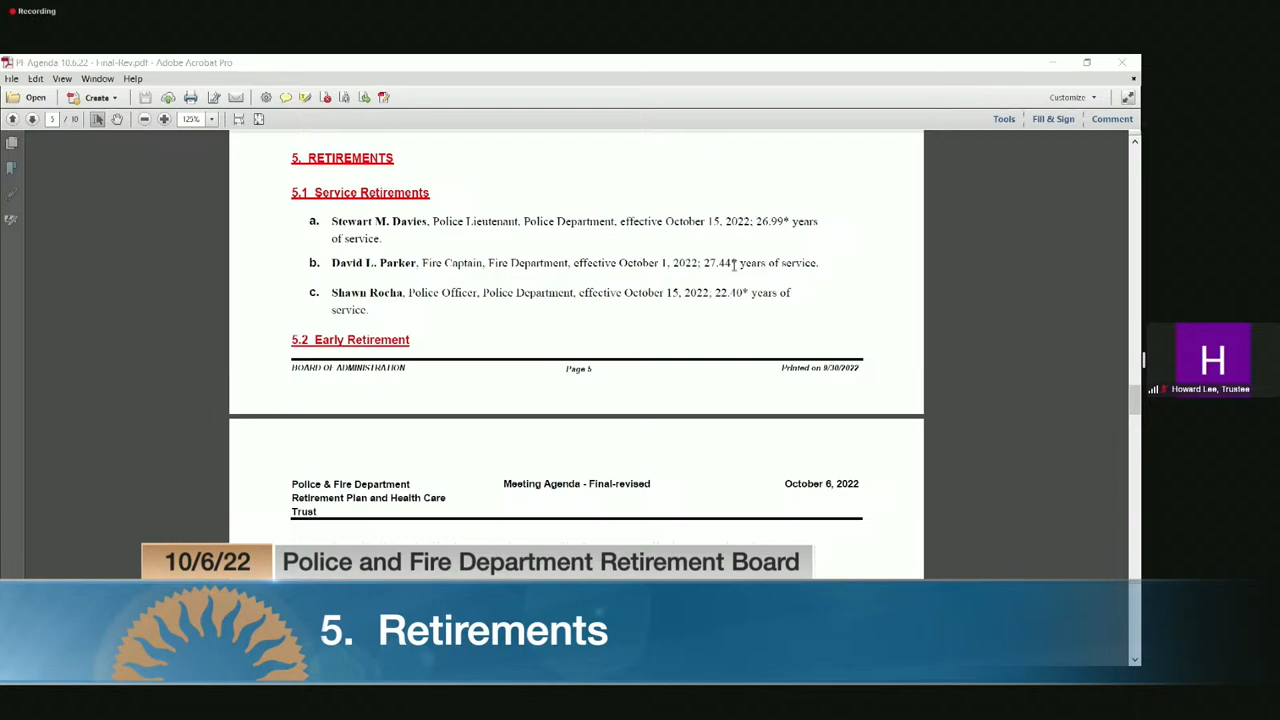 Recording
PF Agenda 10.6.22 - Final-Rev.pdf - Adobe Acrobat Pro
File Edit View Window Help
Open Create Customize
5 / 10 125% Tools Fill & Sign Comment
5. RETIREMENTS
5.1 Service Retirements
a. Stewart M. Davies, Police Lieutenant, Police Department, effective October 15, 2022; 26.99* years
of service.
b. David L. Parker, Fire Captain, Fire Department, effective October 1, 2022; 27.44* years of service.
c. Shawn Rocha, Police Officer, Police Department, effective October 15, 2022; 22.40* years of
service.
5.2 Early Retirement
BOARD OF ADMINISTRATION Page 5 Printed on 9/30/2022
H
Howard Lee, Trustee
Police & Fire Department Meeting Agenda - Final-revised October 6, 2022
Retirement Plan and Health Care
Trust
10/6/22 Police and Fire Department Retirement Board
5. Retirements